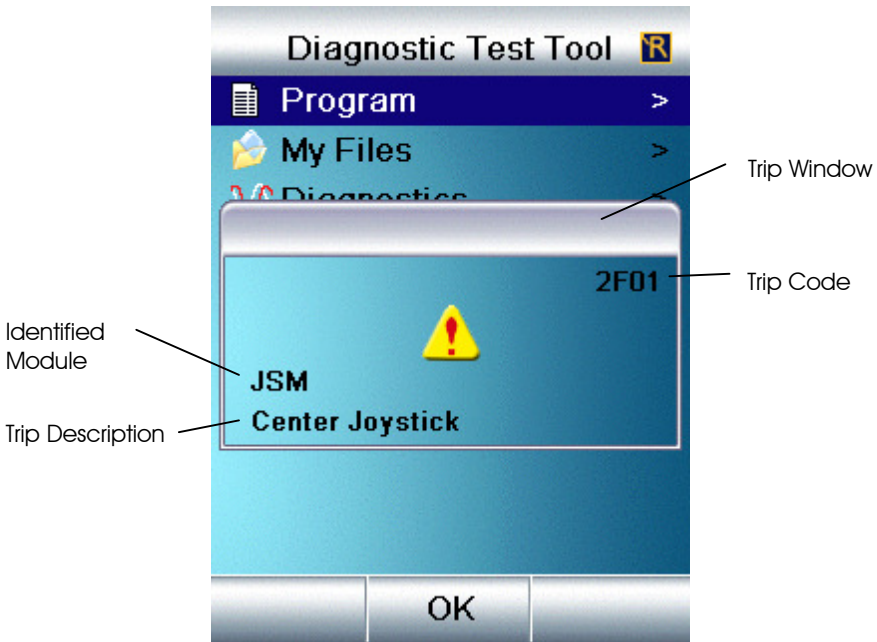 Diagnostic Test Tool R
Program >
My Files >
Diagnostics >
Trip Window
2F01
Trip Code
Identified
Module
JSM
Center Joystick
Trip Description
OK